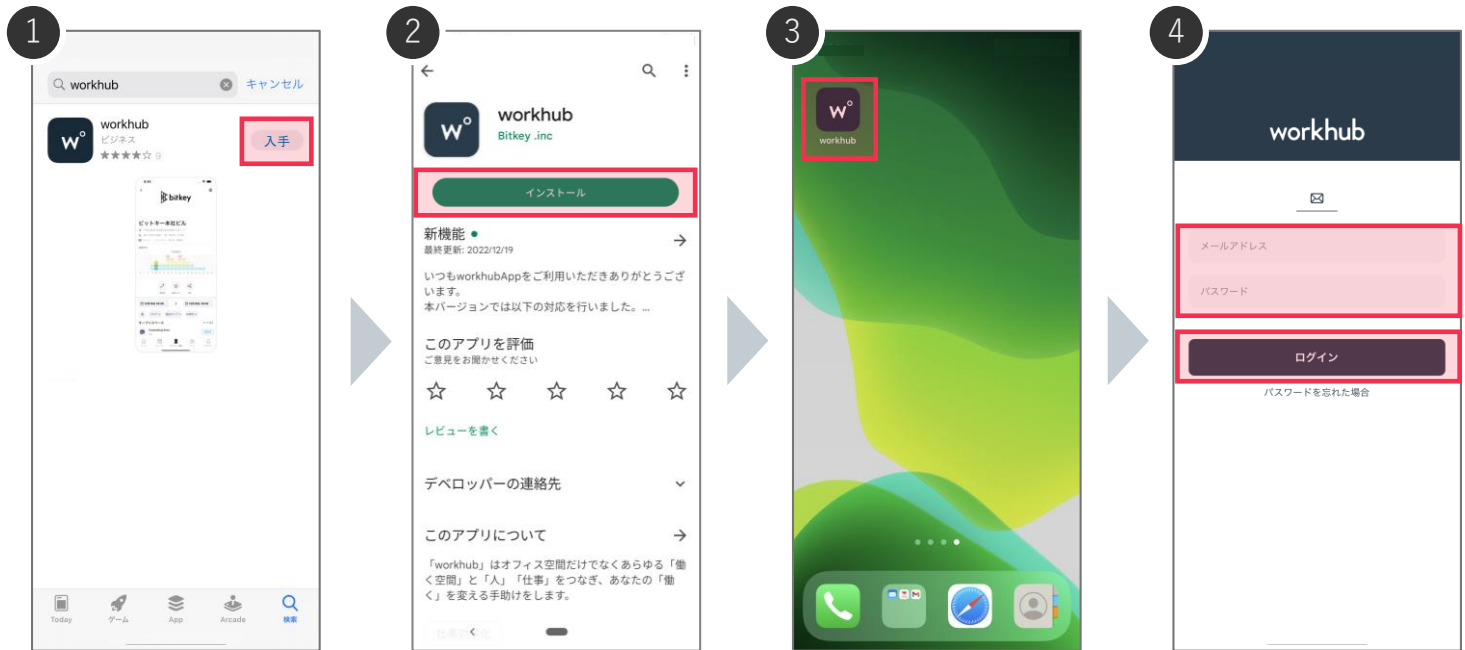 1
workhub
キャンセル
workhub
ビジネス
★★★★☆ 9
入手
w°
bitkey
ビットキー本社ビル
Today
ゲーム
App
Arcade
検索
2
w°
workhub
Bitkey .inc
インストール
新機能
最終更新: 2022/12/19
いつもworkhubAppをご利用いただきありがとうござ
います。
本バージョンでは以下の対応を行いました。...
このアプリを評価
ご意見をお聞かせください
レビューを書く
デベロッパーの連絡先
このアプリについて
「workhub」はオフィス空間だけでなくあらゆる「働
く空間」と「人」「仕事」をつなぎ、あなたの「働
く」を変える手助けをします。
3
w°
workhub
4
workhub
メールアドレス
パスワード
ログイン
パスワードを忘れた場合